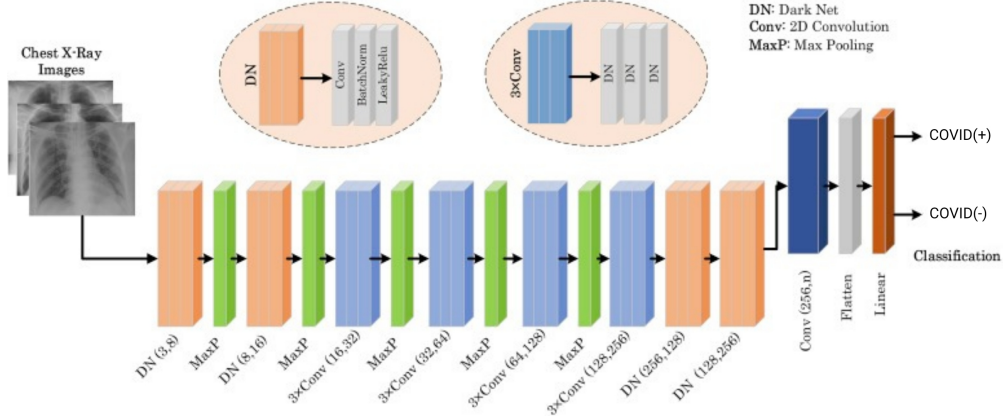 Chest X-Ray
Images
DN
Conv
BatchNorm
LeakyRelu
3×Conv
DN
DN
DN
DN: Dark Net
Conv: 2D Convolution
MaxP: Max Pooling
COVID(+)
COVID(-)
Classification
DN (3,8)
MaxP
DN (8,16)
MaxP
3×Conv (16,32)
MaxP
3×Conv (32,64)
MaxP
3×Conv (64,128)
MaxP
3×Conv (128,256)
DN (256,128)
DN (128,256)
Conv (256,n)
Flatten
Linear